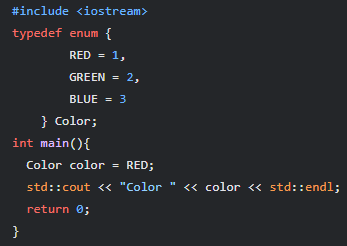 #include <iostream>
typedef enum {
        RED = 1,
        GREEN = 2,
        BLUE = 3
    } Color;
int main(){
  Color color = RED;
  std::cout << "Color " << color << std::endl;
  return 0;
}